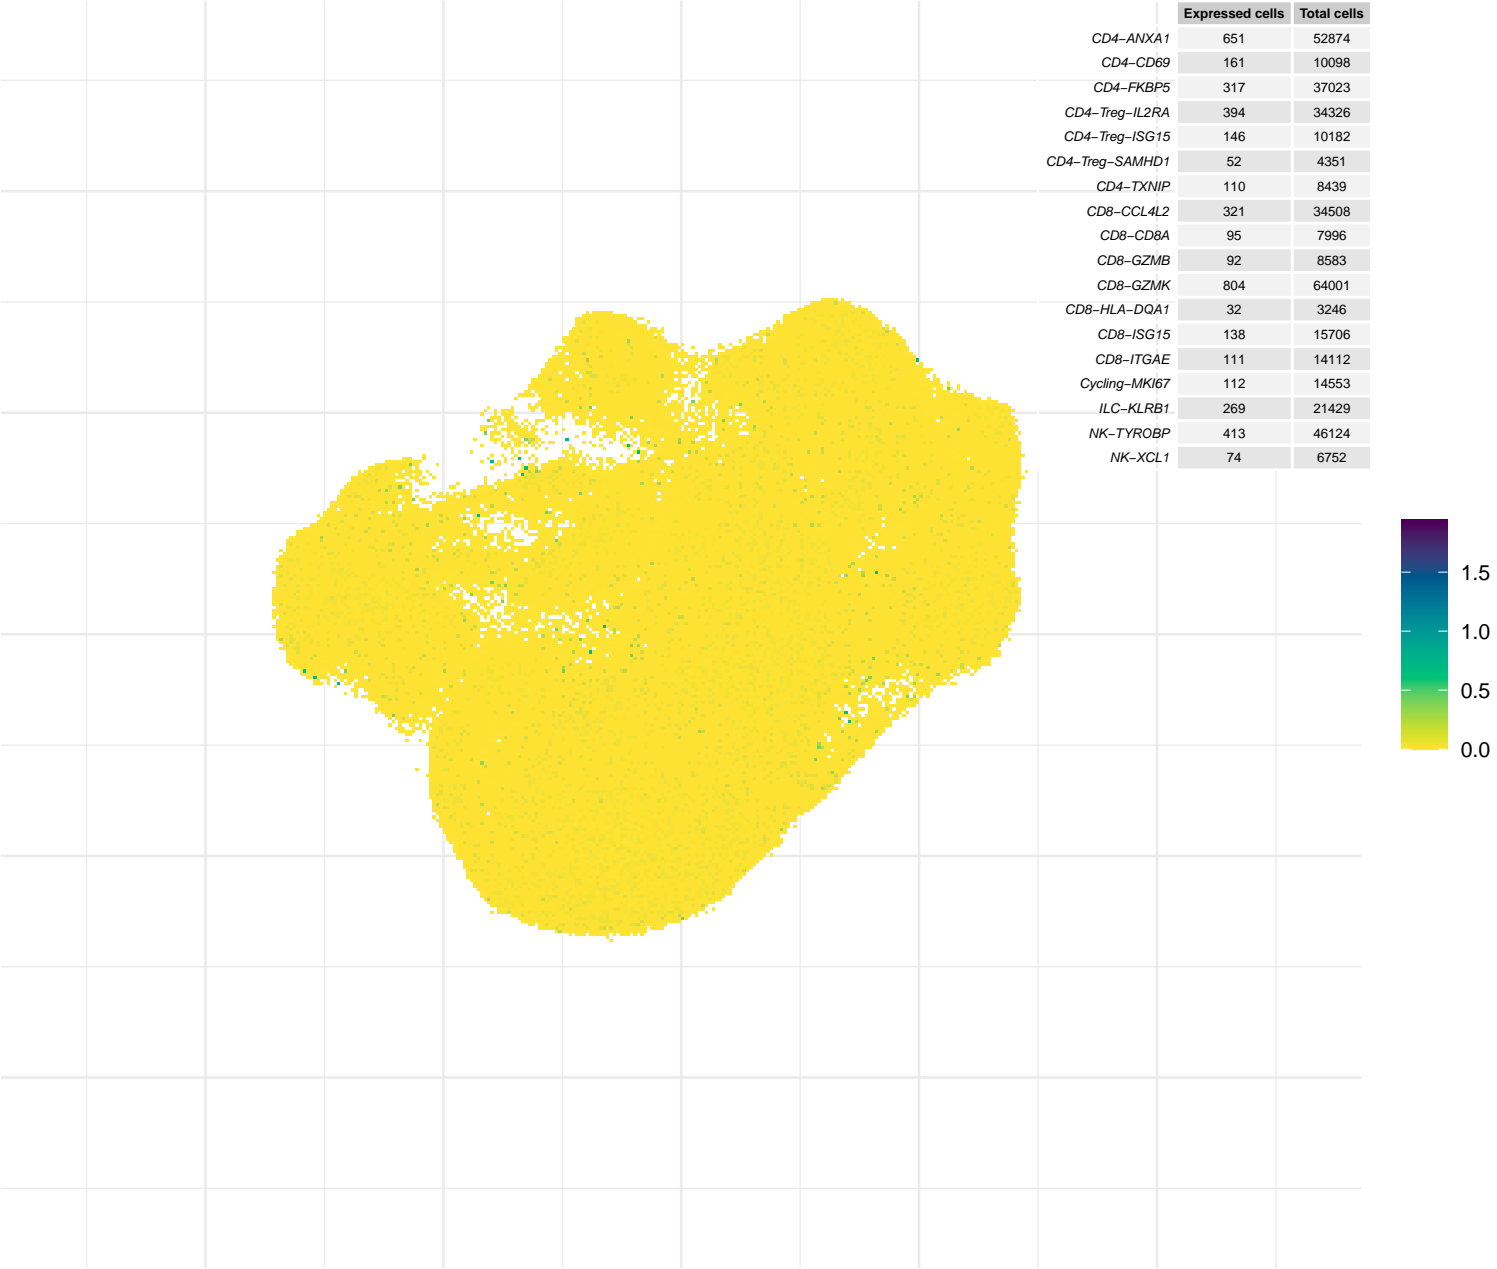 Expressed cells Total cells
CD4−ANXA1 651 52874
CD4−CD69 161 10098
CD4−FKBP5 317 37023
CD4−Treg−IL2RA 394 34326
CD4−Treg−ISG15 146 10182
CD4−Treg−SAMHD1 52 4351
CD4−TXNIP 110 8439
CD8−CCL4L2 321 34508
CD8−CD8A 95 7996
CD8−GZMB 92 8583
CD8−GZMK 804 64001
CD8−HLA−DQA1 32 3246
CD8−ISG15 138 15706
CD8−ITGAE 111 14112
Cycling−MKI67 112 14553
ILC−KLRB1 269 21429
NK−TYROBP 413 46124
NK−XCL1 74 6752
1.5
1.0
0.5
0.0